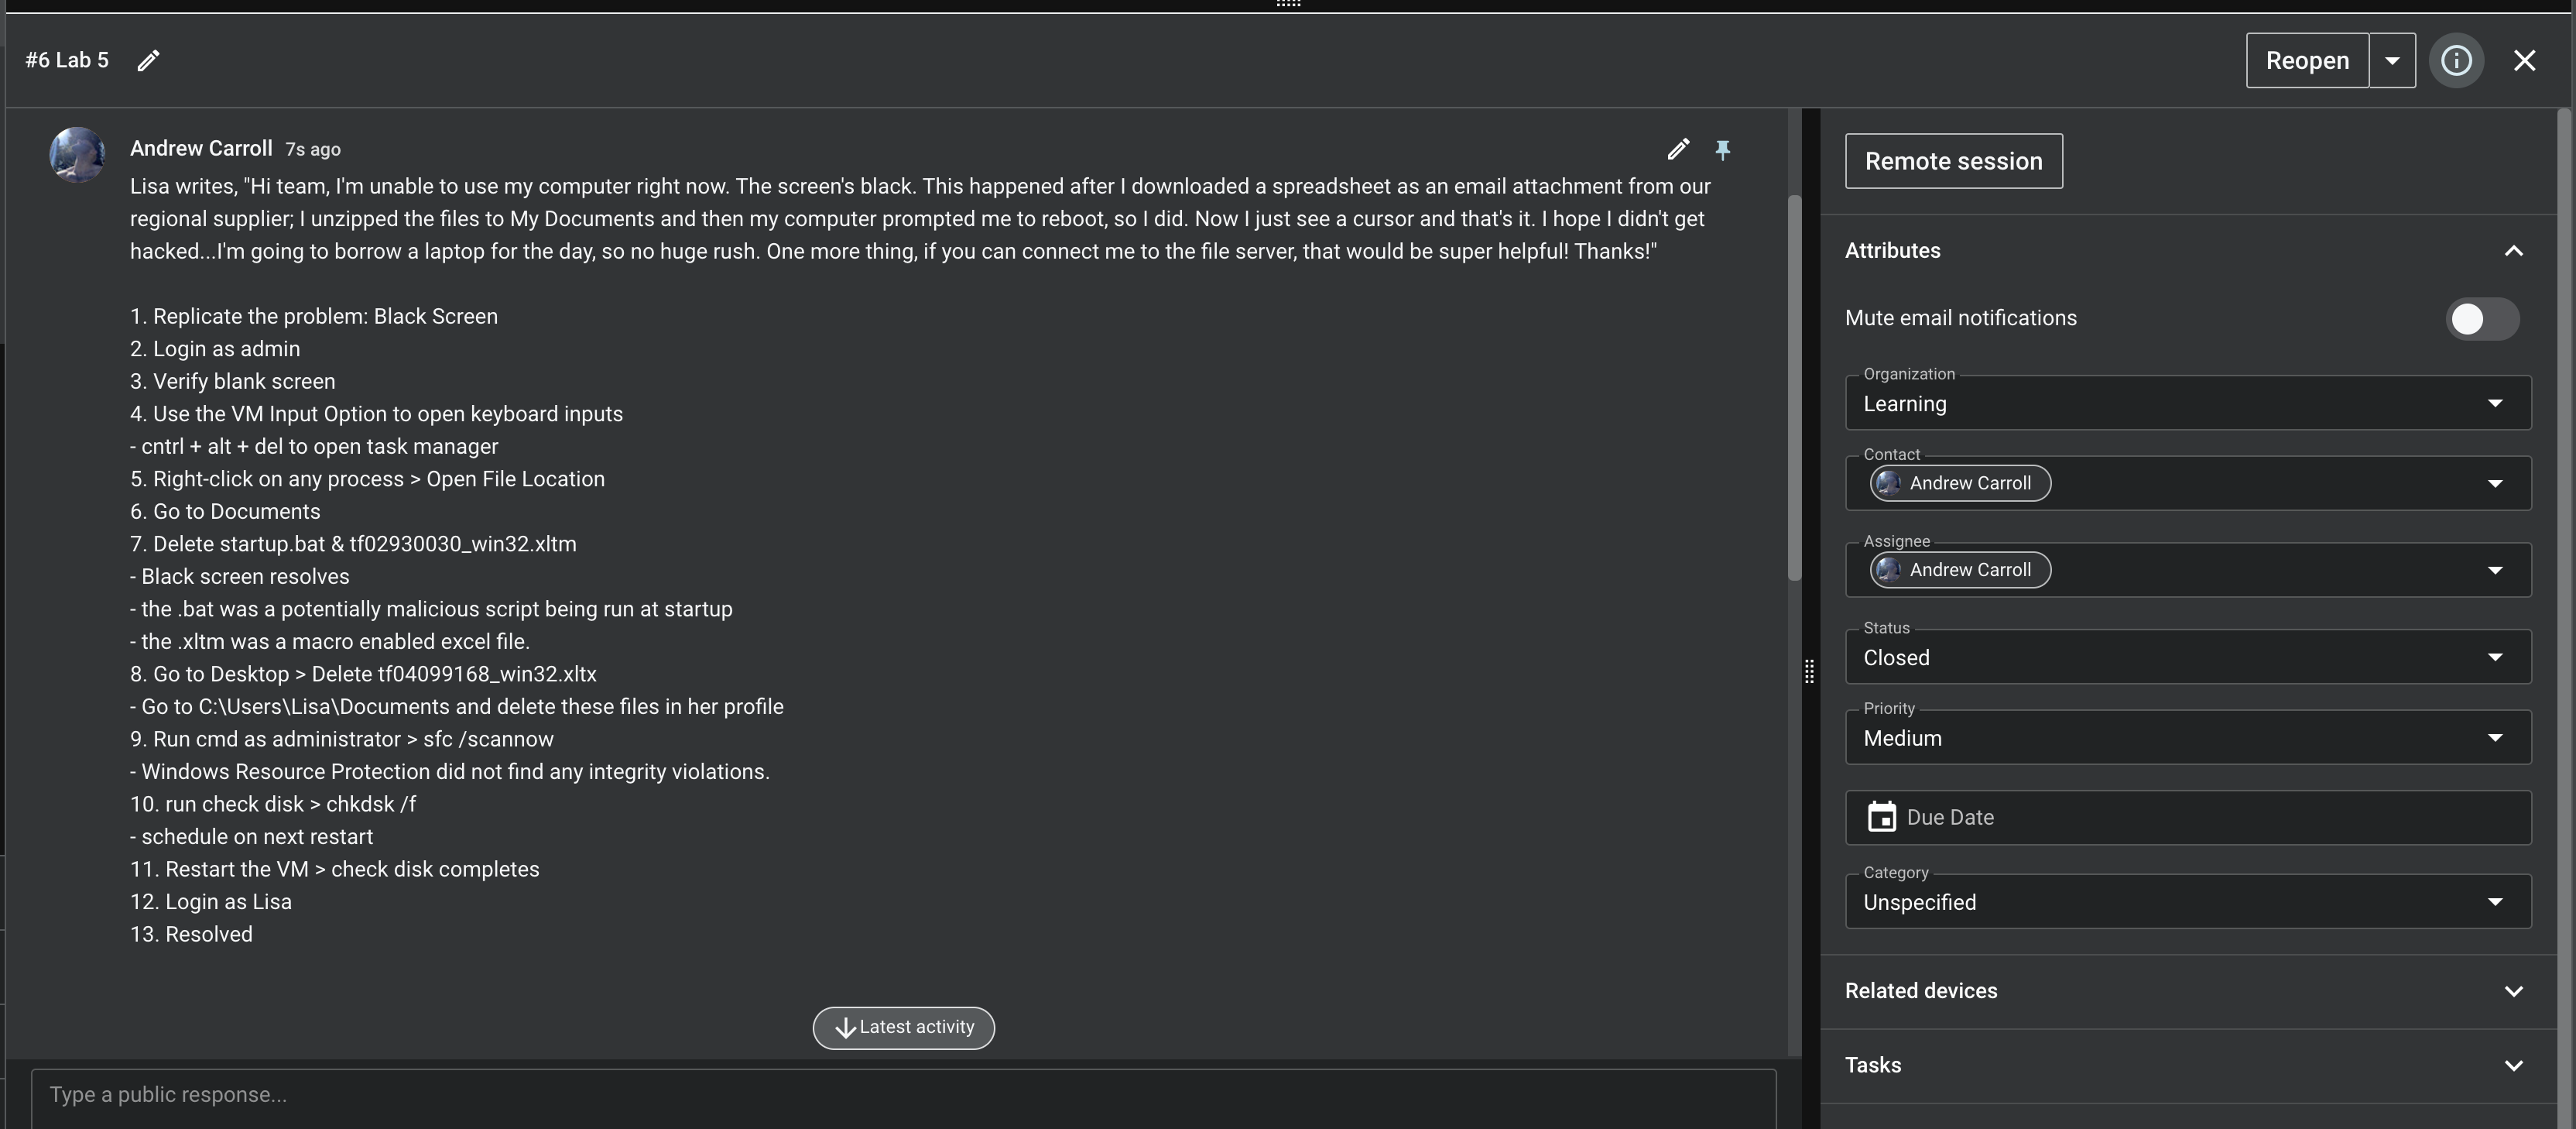 #6 Lab 5
Reopen
Andrew Carroll 7s ago
Lisa writes, "Hi team, I'm unable to use my computer right now. The screen's black. This happened after I downloaded a spreadsheet as an email attachment from our
regional supplier; I unzipped the files to My Documents and then my computer prompted me to reboot, so I did. Now I just see a cursor and that's it. I hope I didn't get
hacked...I'm going to borrow a laptop for the day, so no huge rush. One more thing, if you can connect me to the file server, that would be super helpful! Thanks!"
1. Replicate the problem: Black Screen
2. Login as admin
3. Verify blank screen
4. Use the VM Input Option to open keyboard inputs
- cntrl + alt + del to open task manager
5. Right-click on any process > Open File Location
6. Go to Documents
7. Delete startup.bat & tf02930030_win32.xltm
- Black screen resolves
- the .bat was a potentially malicious script being run at startup
- the .xltm was a macro enabled excel file.
8. Go to Desktop > Delete tf04099168_win32.xltx
- Go to C:\Users\Lisa\Documents and delete these files in her profile
9. Run cmd as administrator > sfc /scannow
- Windows Resource Protection did not find any integrity violations.
10. run check disk > chkdsk /f
- schedule on next restart
11. Restart the VM > check disk completes
12. Login as Lisa
13. Resolved
Latest activity
Type a public response...
Remote session
Attributes
Mute email notifications
Organization
Learning
Contact
Andrew Carroll
Assignee
Andrew Carroll
Status
Closed
Priority
Medium
Due Date
Category
Unspecified
Related devices
Tasks